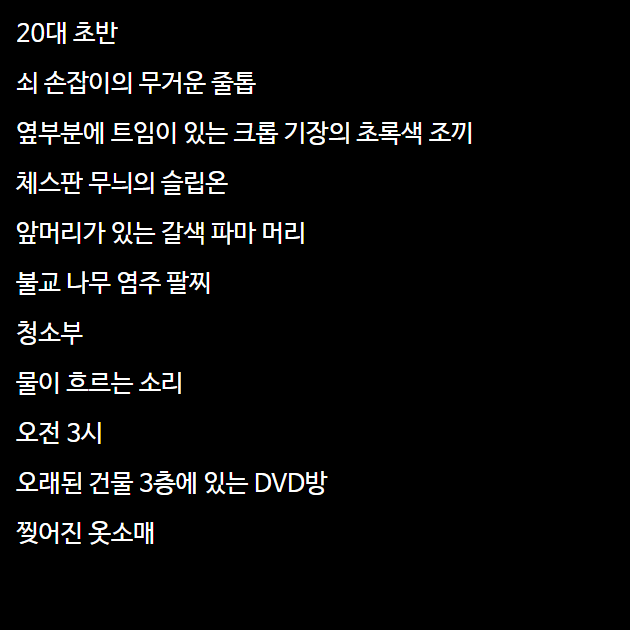 20대 초반
쇠 손잡이의 무거운 줄톱
옆부분에 트임이 있는 크롭 기장의 초록색 조끼
체스판 무늬의 슬립온
앞머리가 있는 갈색 파마 머리
불교 나무 염주 팔찌
청소부
물이 흐르는 소리
오전 3시
오래된 건물 3층에 있는 DVD방
찢어진 옷소매